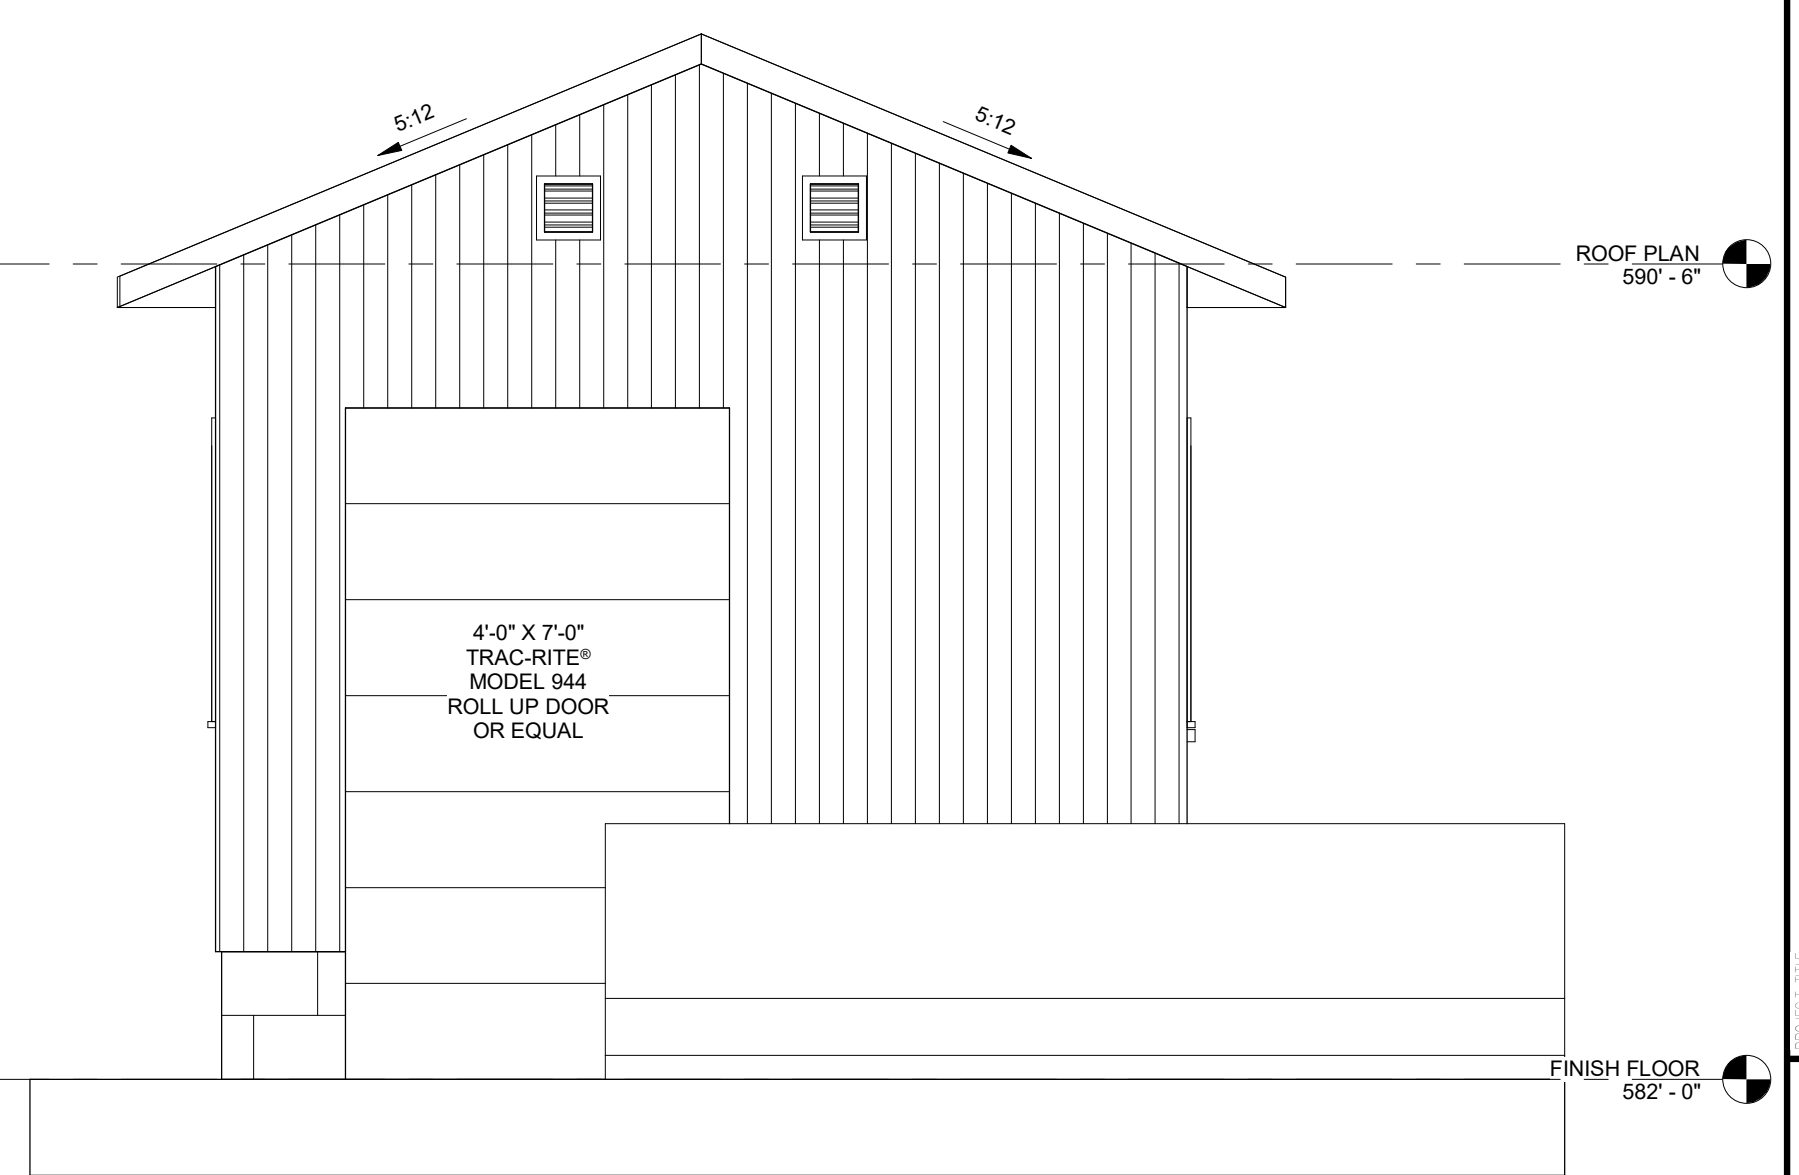 5:12
5:12
ROOF PLAN
590' - 6"
4'-0" X 7'-0"
TRAC-RITE®
MODEL 944
ROLL UP DOOR
OR EQUAL
FINISH FLOOR
582' - 0"